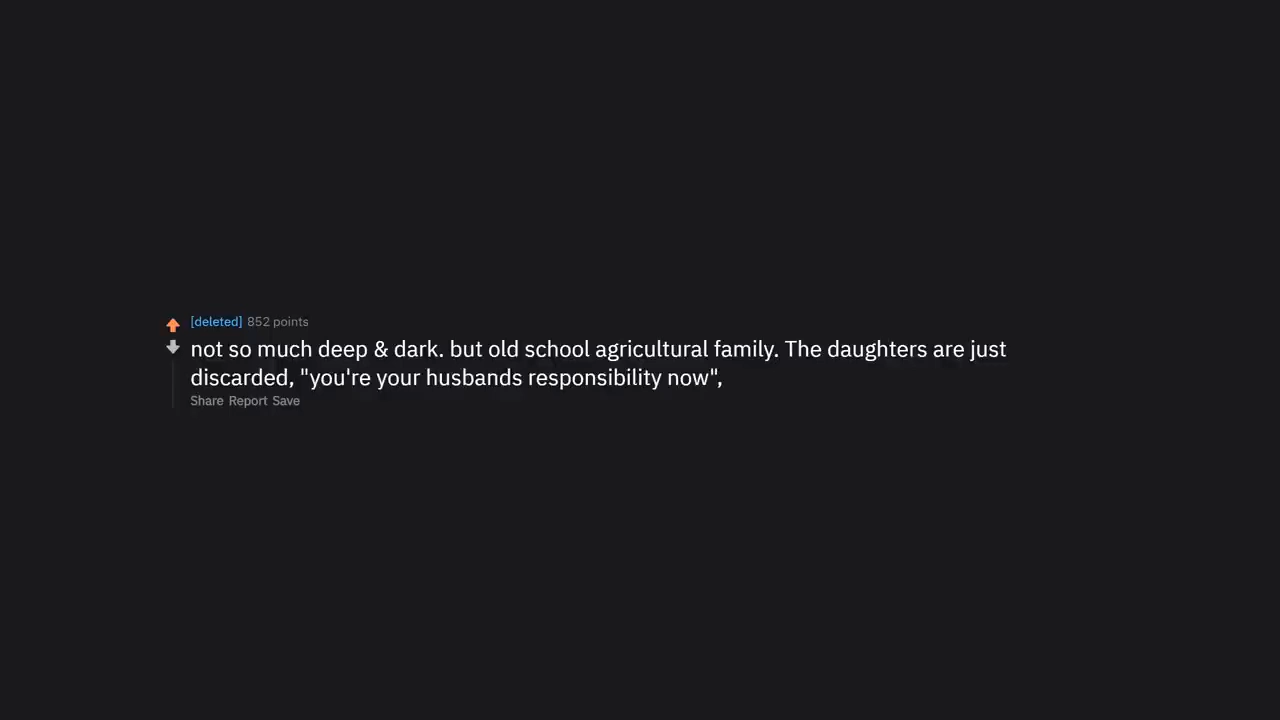 [deleted] 852 points
not so much deep & dark. but old school agricultural family. The daughters are just
discarded, "you're your husbands responsibility now",
Share Report Save